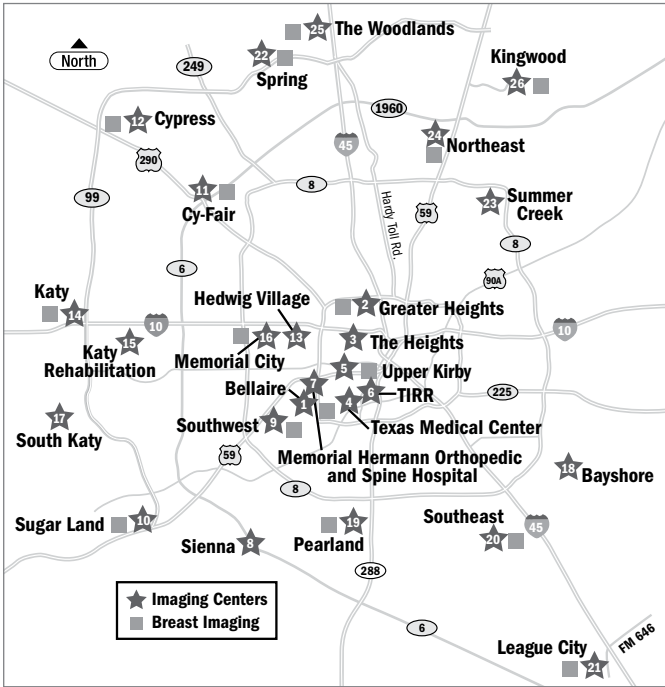 25
The Woodlands
North
249
22
Spring
Kingwood
26
1960
12
Cypress
24
Northeast
45
290
11
Cy-Fair
8
Hardy Toll Rd.
59
23
Summer
Creek
99
8
6
90A
Katy
14
Hedwig Village
2
Greater Heights
10
15
Katy
Rehabilitation
16
13
Memorial City
3
The Heights
10
5
Upper Kirby
7
Bellaire
1
6
TIRR
225
4
Texas Medical Center
17
South Katy
Southwest
9
59
Memorial Hermann Orthopedic
and Spine Hospital
18
Bayshore
8
Sugar Land
10
Sienna
8
19
Pearland
Southeast
20
45
288
Imaging Centers
Breast Imaging
6
FM 646
League City
21